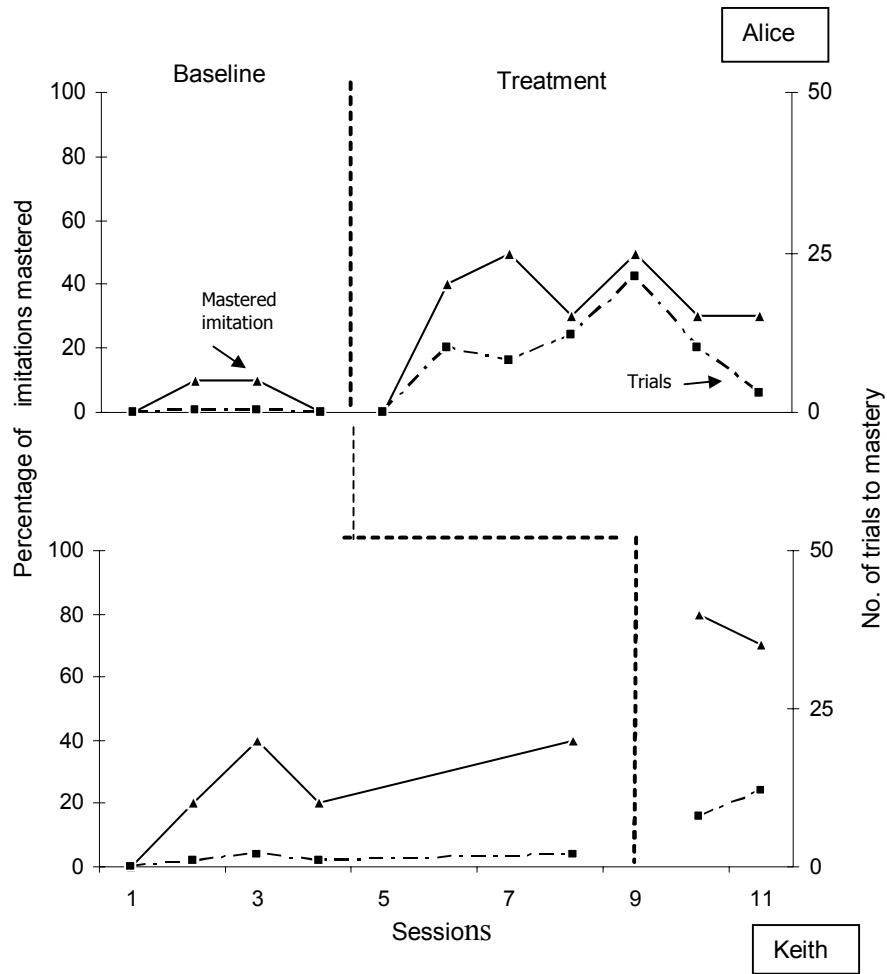 Alice
Baseline
Treatment
100
80
60
40
20
0
50
25
0
Mastered
imitation
Trials
Percentage of imitations mastered
No. of trials to mastery
100
80
60
40
20
0
50
25
0
1 3 5 7 9 11
Sessions
Keith